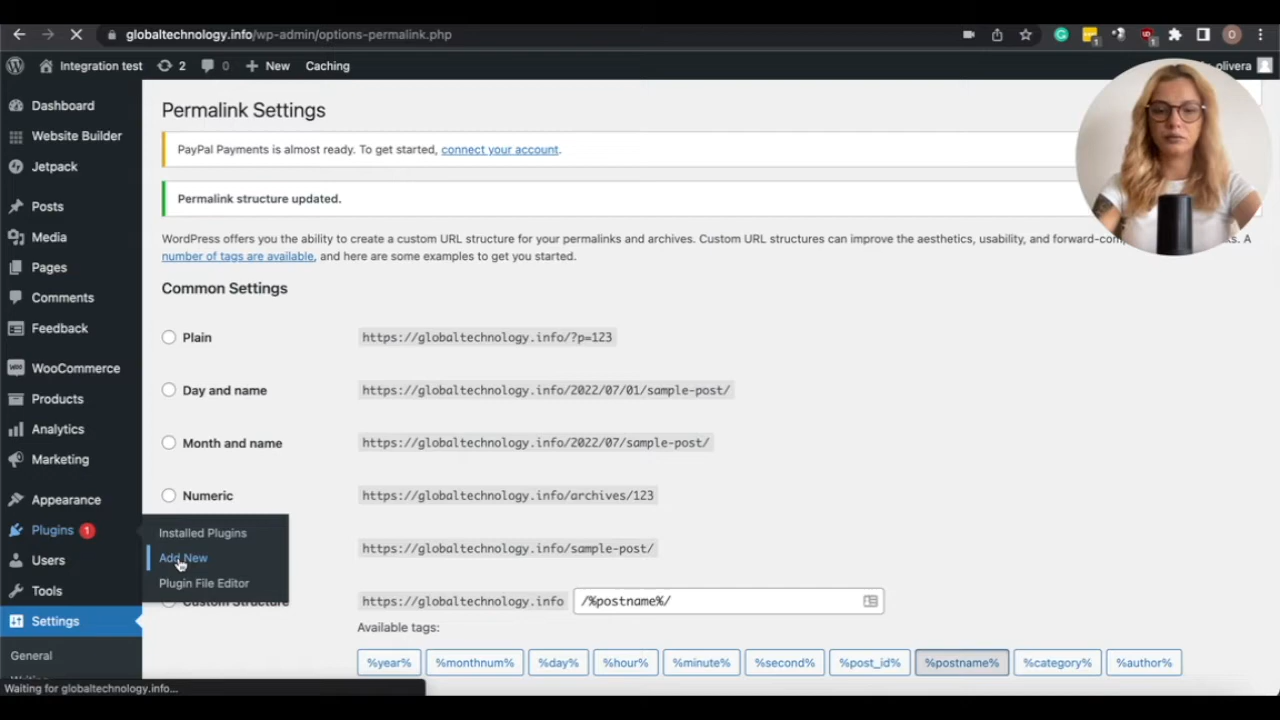 globaltechnology.info/wp-admin/options-permalink.php
Integration test 2 0 New Caching olivera
Dashboard
Website Builder
Jetpack
Posts
Media
Pages
Comments
Feedback
WooCommerce
Products
Analytics
Marketing
Appearance
Plugins 1
Users
Tools
Settings
General
Installed Plugins
Add New
Plugin File Editor
Permalink Settings
PayPal Payments is almost ready. To get started, connect your account.
Permalink structure updated.
WordPress offers you the ability to create a custom URL structure for your permalinks and archives. Custom URL structures can improve the aesthetics, usability, and A
number of tags are available, and here are some examples to get you started.
Common Settings
Plain https://globaltechnology.info/?p=123
Day and name https://globaltechnology.info/2022/07/01/sample-post/
Month and name https://globaltechnology.info/2022/07/sample-post/
Numeric https://globaltechnology.info/archives/123
https://globaltechnology.info/sample-post/
Custom Structure https://globaltechnology.info /%postname%/
Available tags:
%year% %monthnum% %day% %hour% %minute% %second% %post_id% %postname% %category% %author%
Waiting for globaltechnology.info...